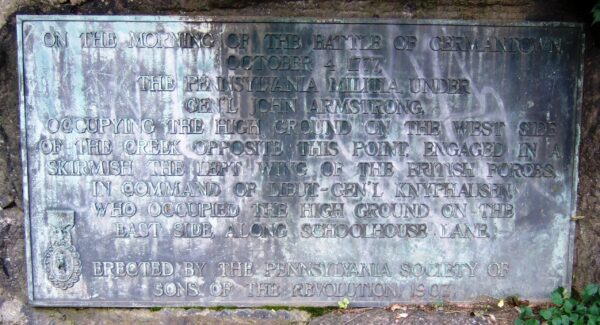 ON THE MORNING OF THE BATTLE OF GERMANTOWN
OCTOBER 4 1777,
THE PENNSYLVANIA MILITIA UNDER
GEN'L JOHN ARMSTRONG,
OCCUPYING THE HIGH GROUND ON THE WEST SIDE
OF THE CREEK OPPOSITE THIS POINT, ENGAGED IN A
SKIRMISH THE LEFT WING OF THE BRITISH FORCES,
IN COMMAND OF LIEUT-GEN'L KNYPHAUSEN
WHO OCCUPIED THE HIGH GROUND ON THE
EAST SIDE ALONG SCHOOLHOUSE LANE.
ERECTED BY THE PENNSYLVANIA SOCIETY OF
SONS OF THE REVOLUTION